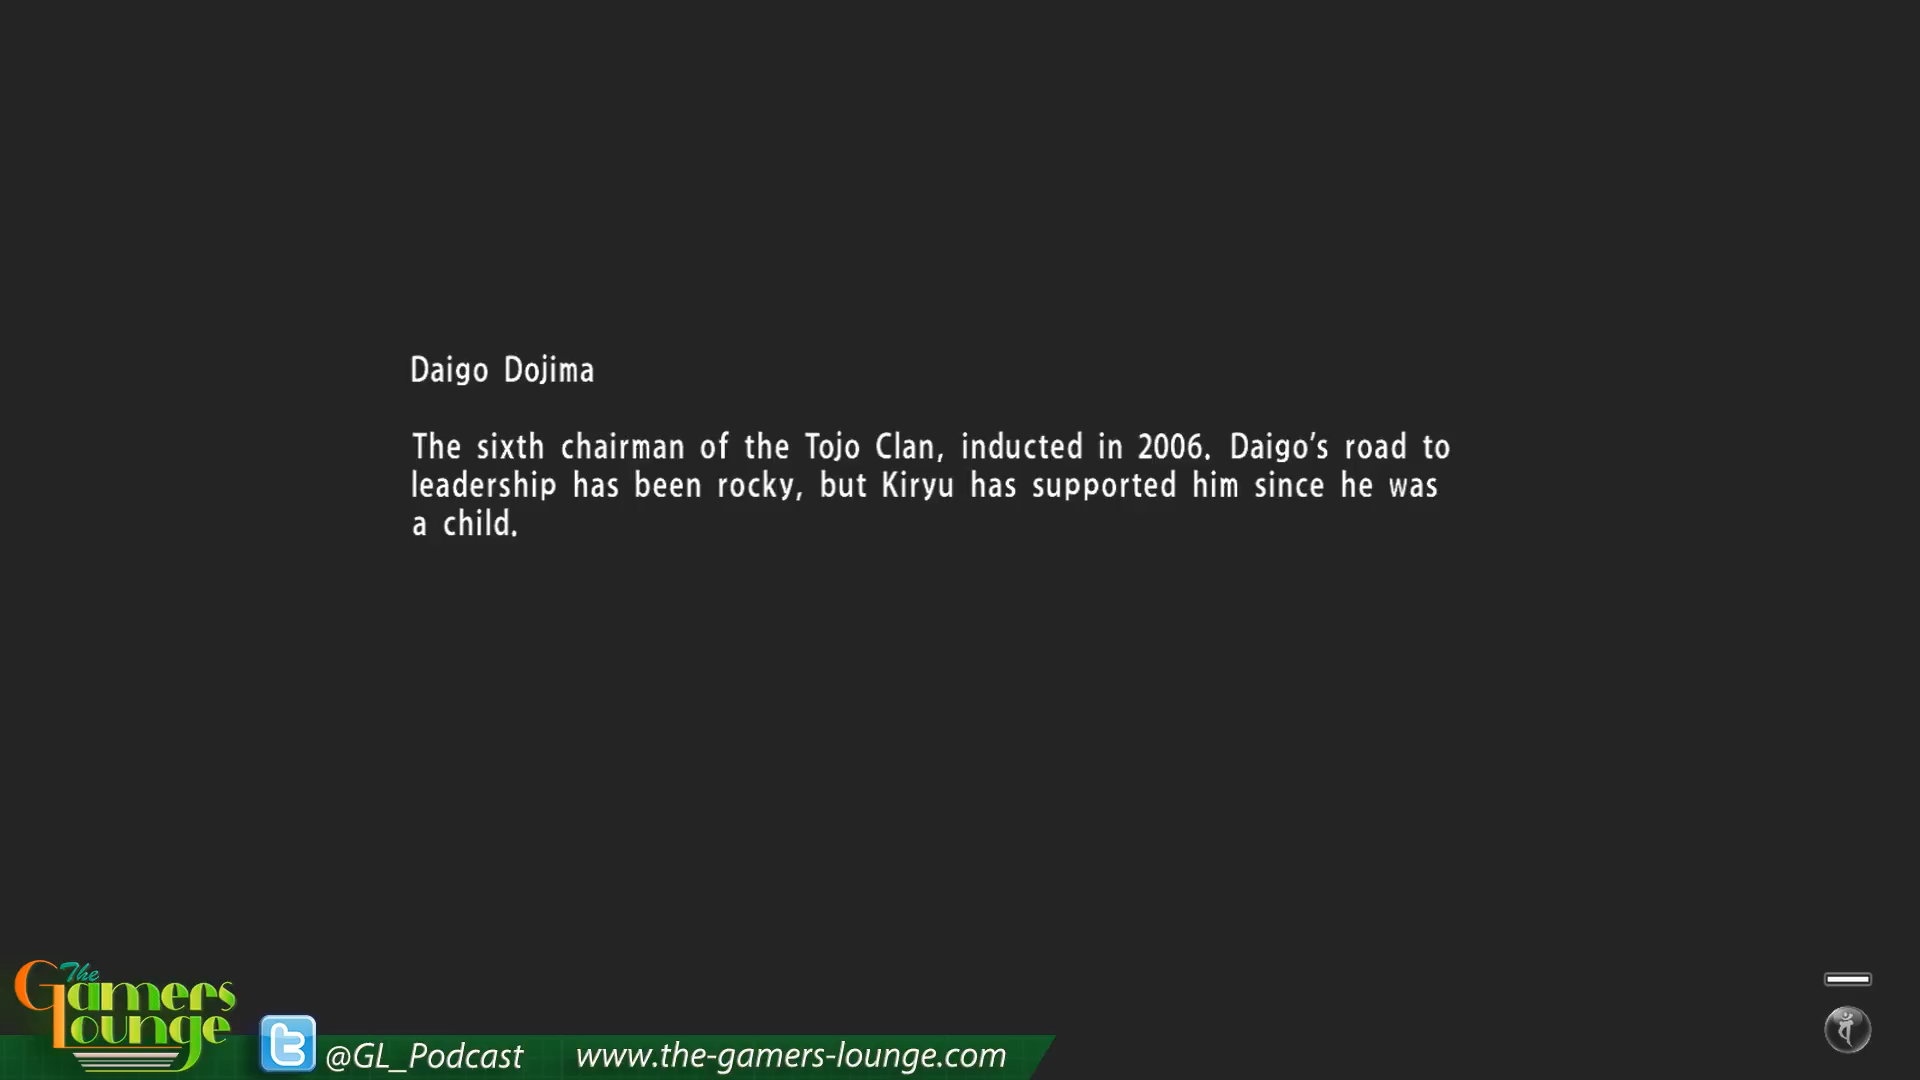 Daigo Dojima
The sixth chairman of the Tojo Clan, inducted in 2006. Daigo's road to
leadership has been rocky, but Kiryu has supported him since he was
a child.
The
Gamers
Lounge
@GL_Podcast www.the-gamers-lounge.com